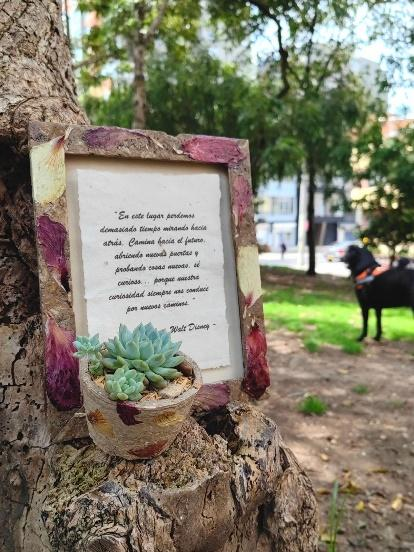 "En este lugar perdemos
demasiado tiempo mirando hacia
atrás. Camina hacia el futuro,
abriendo nuevas puertas y
probando cosas nuevas, sé
curioso... porque nuestra
curiosidad siempre nos conduce
por nuevos caminos."
Walt Disney ~